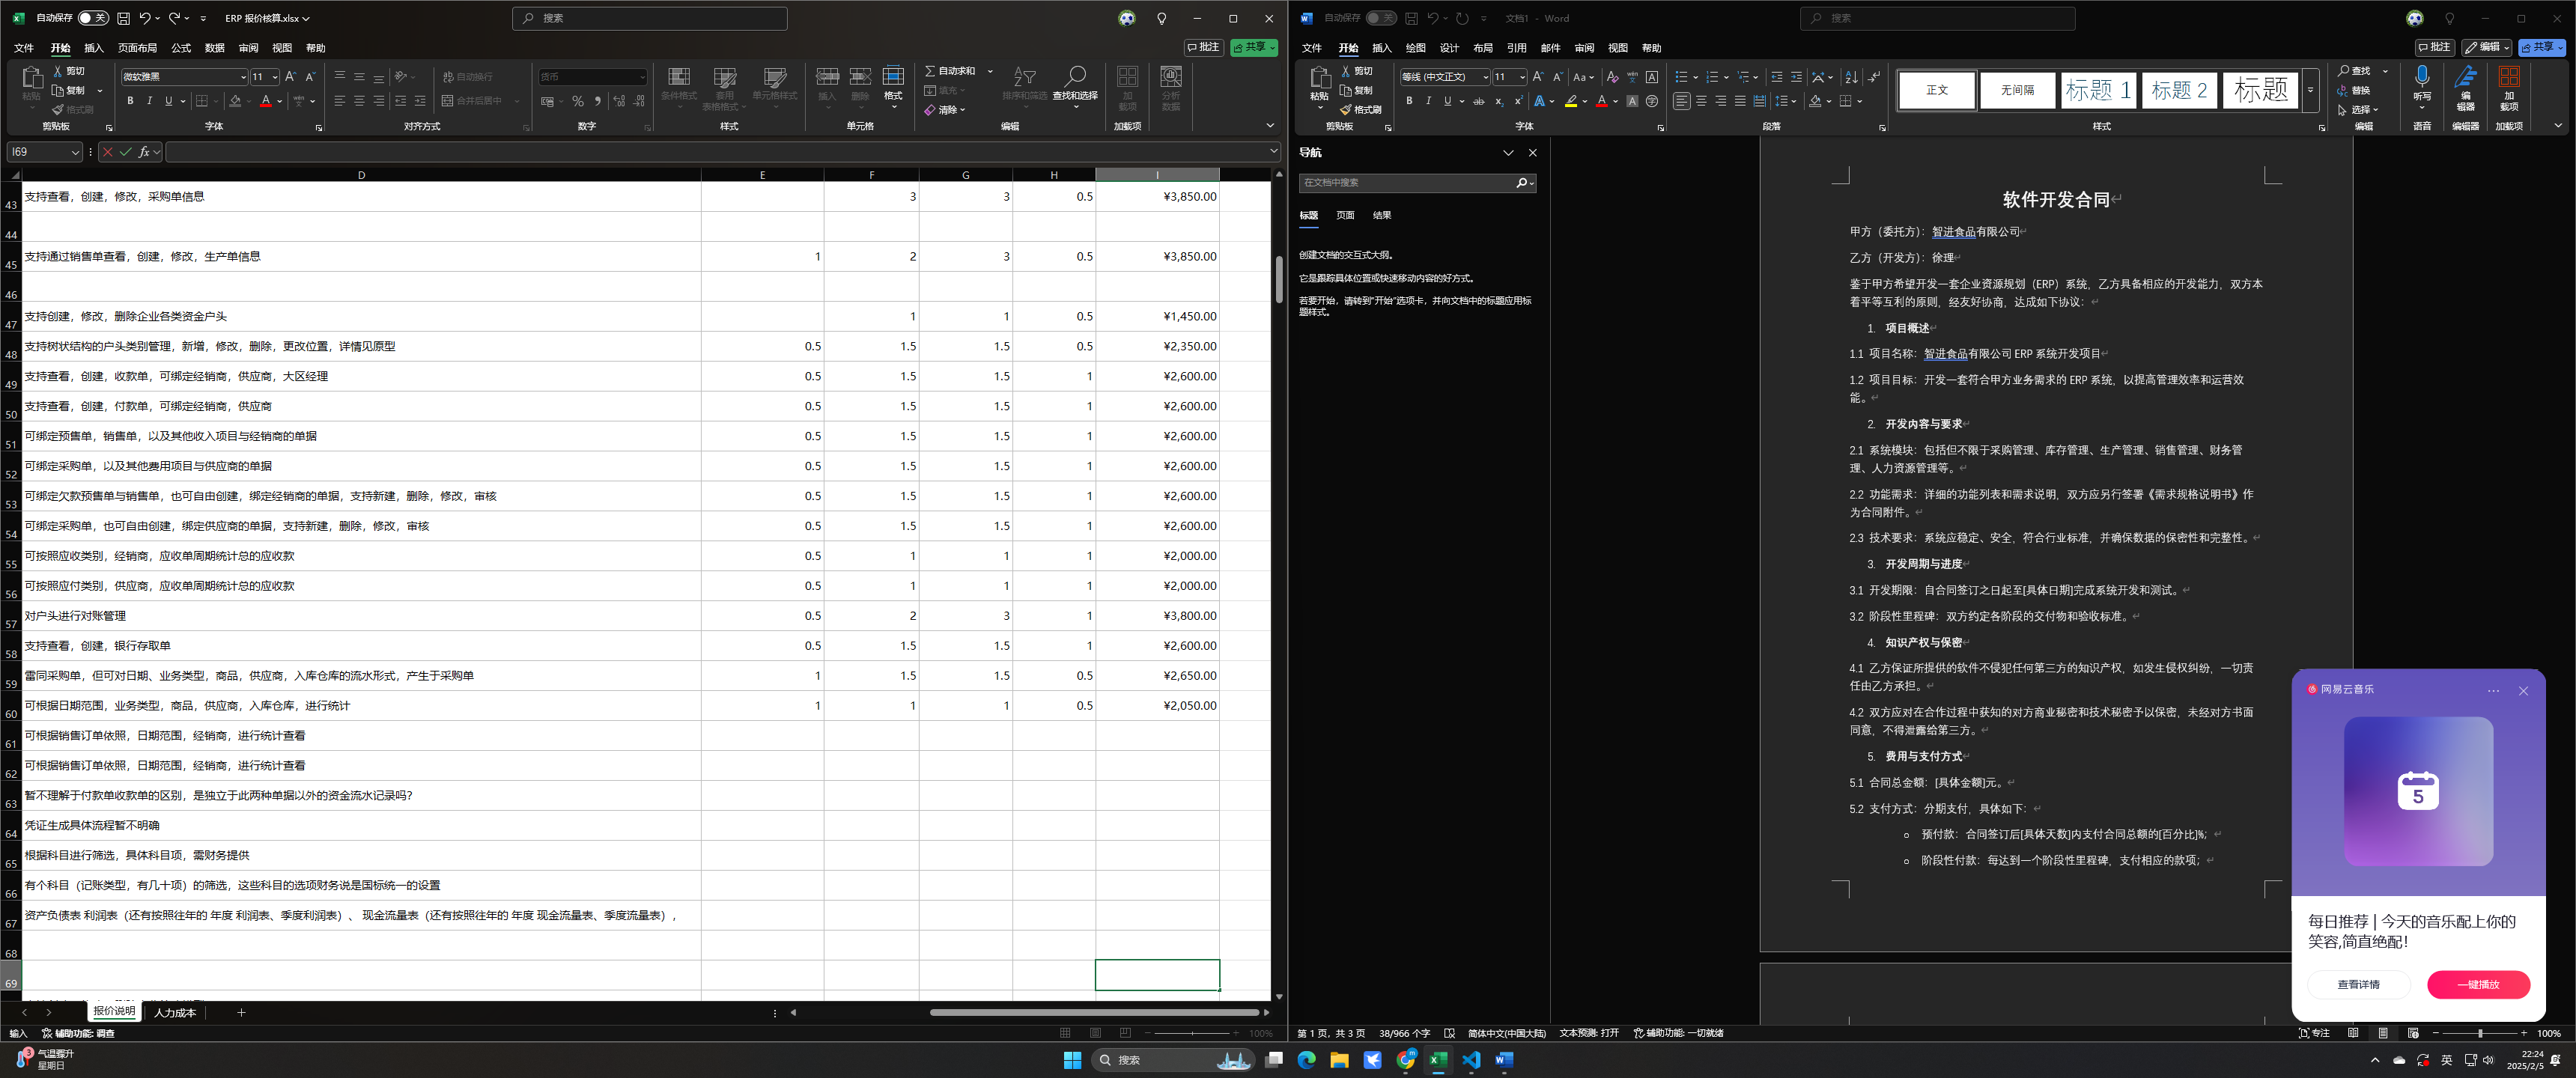 自动保存 关 ERP 报价核算.xlsx 搜索
文件 开始 插入 页面布局 公式 数据 审阅 视图 帮助 批注 共享
粘贴 剪切 复制 格式刷 剪贴板
微软雅黑 11 B I U A 字体
自动换行 合并后居中 对齐方式
货币 数字
条件格式 套用表格格式 单元格样式 样式
插入 删除 格式 单元格
自动求和 填充 清除 排序和筛选 查找和选择 编辑
加载项 加载项
分析数据
I69 fx
D E F G H I
43 支持查看，创建，修改，采购单信息 3 3 0.5 ¥3,850.00
44
45 支持通过销售单查看，创建，修改，生产单信息 1 2 3 0.5 ¥3,850.00
46
47 支持创建，修改，删除企业各类资金户头 1 1 0.5 ¥1,450.00
48 支持树状结构的户头类别管理，新增，修改，删除，更改位置，详情见原型 0.5 1.5 1.5 0.5 ¥2,350.00
49 支持查看，创建，收款单，可绑定经销商，供应商，大区经理 0.5 1.5 1.5 1 ¥2,600.00
50 支持查看，创建，付款单，可绑定经销商，供应商 0.5 1.5 1.5 1 ¥2,600.00
51 可绑定预售单，销售单，以及其他收入项目与经销商的单据 0.5 1.5 1.5 1 ¥2,600.00
52 可绑定采购单，以及其他费用项目与供应商的单据 0.5 1.5 1.5 1 ¥2,600.00
53 可绑定欠款预售单与销售单，也可自由创建，绑定经销商的单据，支持新建，删除，修改，审核 0.5 1.5 1.5 1 ¥2,600.00
54 可绑定采购单，也可自由创建，绑定供应商的单据，支持新建，删除，修改，审核 0.5 1.5 1.5 1 ¥2,600.00
55 可按照应收类别，经销商，应收单周期统计总的应收款 0.5 1 1 1 ¥2,000.00
56 可按照应付类别，供应商，应收单周期统计总的应收款 0.5 1 1 1 ¥2,000.00
57 对户头进行对账管理 0.5 2 3 1 ¥3,800.00
58 支持查看，创建，银行存取单 0.5 1.5 1.5 1 ¥2,600.00
59 雷同采购单，但可对日期、业务类型，商品，供应商，入库仓库的流水形式，产生于采购单 1 1.5 1.5 0.5 ¥2,650.00
60 可根据日期范围，业务类型，商品，供应商，入库仓库，进行统计 1 1 1 0.5 ¥2,050.00
61 可根据销售订单依照，日期范围，经销商，进行统计查看
62 可根据销售订单依照，日期范围，经销商，进行统计查看
63 暂不理解于付款单收款单的区别，是独立于此两种单据以外的资金流水记录吗？
64 凭证生成具体流程暂不明确
65 根据科目进行筛选，具体科目项，需财务提供
66 有个科目（记账类型，有几十项）的筛选，这些科目的选项财务说是国标统一的设置
67 资产负债表 利润表（还有按照往年的 年度 利润表、季度利润表）、 现金流量表（还有按照往年的 年度 现金流量表、季度流量表），
68
69
报价说明 人力成本 +
输入 辅助功能: 调查 100%
自动保存 关 文档1 - Word 搜索
文件 开始 插入 绘图 设计 布局 引用 邮件 审阅 视图 帮助 批注 编辑 共享
粘贴 剪切 复制 格式刷 剪贴板
等线 (中文正文) 11 Aa B I U ab 字体
段落
正文 无间隔 标题 1 标题 2 标题 样式
查找 替换 选择 编辑
听写 语音
编辑器 编辑器
加载项 加载项
导航
在文档中搜索
标题 页面 结果
创建文档的交互式大纲。
它是跟踪具体位置或快速移动内容的好方式。
若要开始，请转到“开始”选项卡，并向文档中的标题应用标
题样式。
软件开发合同
甲方（委托方）：智进食品有限公司
乙方（开发方）：徐理
鉴于甲方希望开发一套企业资源规划（ERP）系统，乙方具备相应的开发能力，双方本
着平等互利的原则，经友好协商，达成如下协议：
1. 项目概述
1.1 项目名称：智进食品有限公司 ERP 系统开发项目
1.2 项目目标：开发一套符合甲方业务需求的 ERP 系统，以提高管理效率和运营效
能。
2. 开发内容与要求
2.1 系统模块：包括但不限于采购管理、库存管理、生产管理、销售管理、财务管
理、人力资源管理等。
2.2 功能需求：详细的功能列表和需求说明，双方应另行签署《需求规格说明书》作
为合同附件。
2.3 技术要求：系统应稳定、安全，符合行业标准，并确保数据的保密性和完整性。
3. 开发周期与进度
3.1 开发期限：自合同签订之日起至[具体日期]完成系统开发和测试。
3.2 阶段性里程碑：双方约定各阶段的交付物和验收标准。
4. 知识产权与保密
4.1 乙方保证所提供的软件不侵犯任何第三方的知识产权，如发生侵权纠纷，一切责
任由乙方承担。
4.2 双方应对在合作过程中获知的对方商业秘密和技术秘密予以保密，未经对方书面
同意，不得泄露给第三方。
5. 费用与支付方式
5.1 合同总金额：[具体金额]元。
5.2 支付方式：分期支付，具体如下：
预付款：合同签订后[具体天数]内支付合同总额的[百分比]%；
阶段性付款：每达到一个阶段性里程碑，支付相应的款项；
第 1 页，共 3 页 38/966 个字 简体中文(中国大陆) 文本预测: 打开 辅助功能: 一切就绪 专注 100%
网易云音乐
5
每日推荐 | 今天的音乐配上你的
笑容,简直绝配！
查看详情 一键播放
3 气温骤升
星期日
搜索
英 22:24
2025/2/5